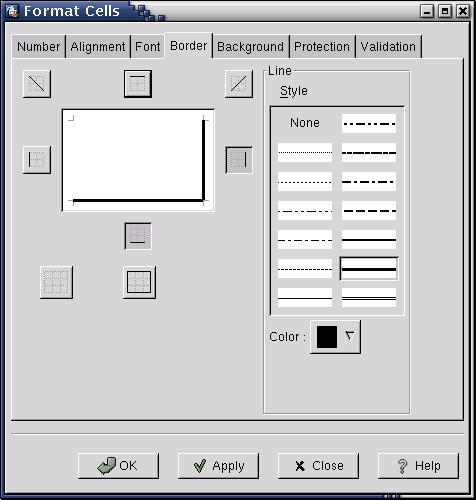 Format Cells
Number Alignment Font Border Background Protection Validation
Line
Style
None
Color :
OK Apply Close Help